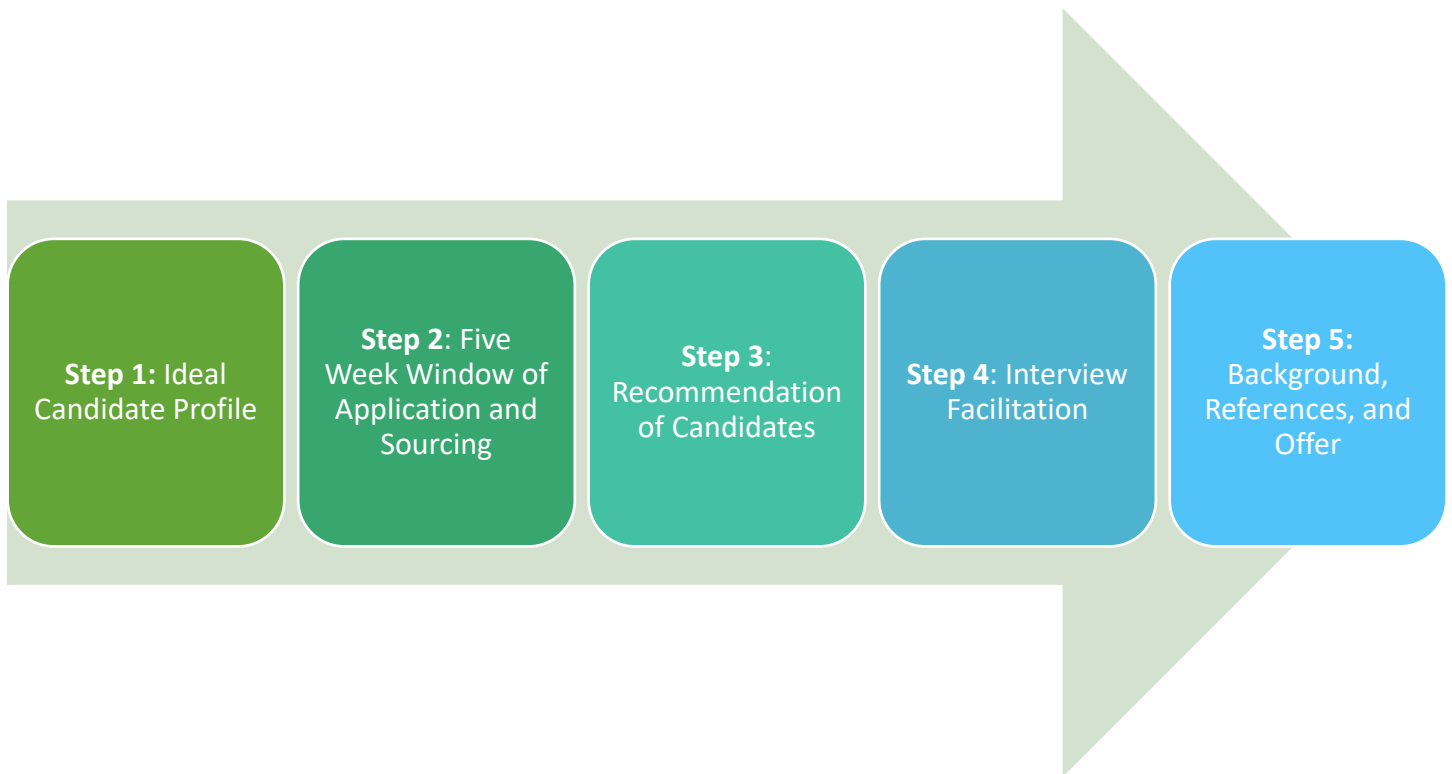 Step 1: Ideal
Candidate Profile
Step 2: Five
Week Window of
Application and
Sourcing
Step 3:
Recommendation
of Candidates
Step 4: Interview
Facilitation
Step 5:
Background,
References, and
Offer